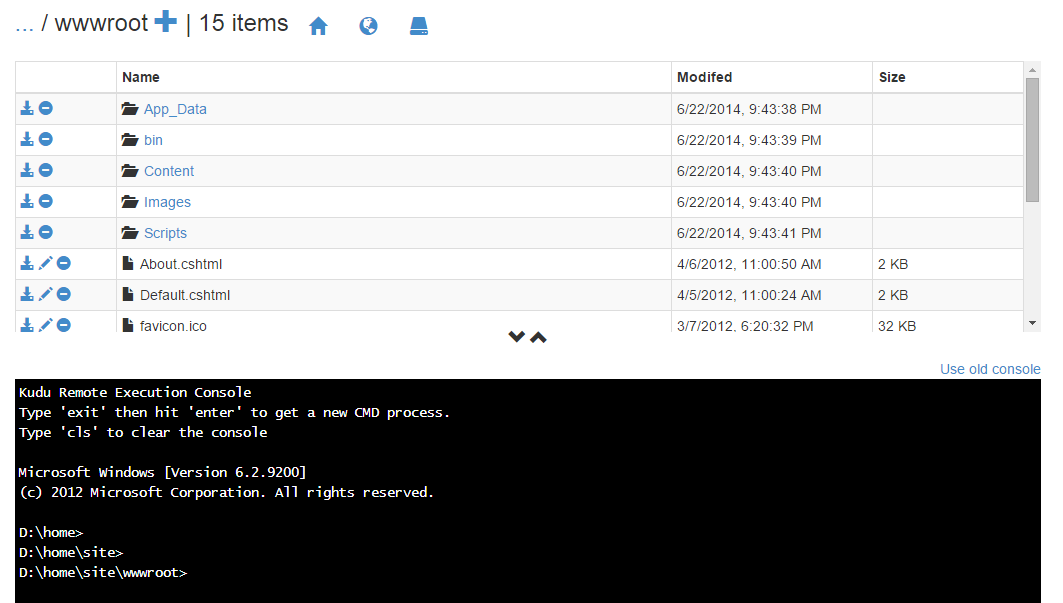 ... / wwwroot | 15 items
Name Modifed Size
App_Data 6/22/2014, 9:43:38 PM
bin 6/22/2014, 9:43:39 PM
Content 6/22/2014, 9:43:40 PM
Images 6/22/2014, 9:43:40 PM
Scripts 6/22/2014, 9:43:41 PM
About.cshtml 4/6/2012, 11:00:50 AM 2 KB
Default.cshtml 4/5/2012, 11:00:24 AM 2 KB
favicon.ico 3/7/2012, 6:20:32 PM 32 KB
Use old console
Kudu Remote Execution Console
Type 'exit' then hit 'enter' to get a new CMD process.
Type 'cls' to clear the console
Microsoft Windows [Version 6.2.9200]
(c) 2012 Microsoft Corporation. All rights reserved.
D:\home>
D:\home\site>
D:\home\site\wwwroot>